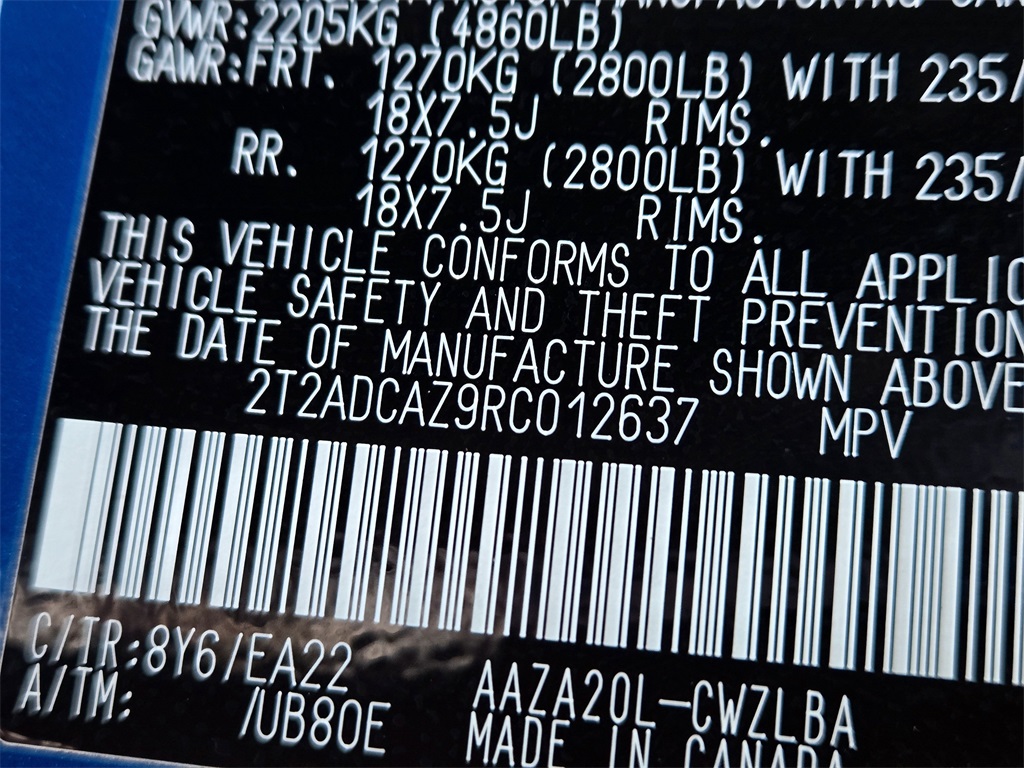 GVWR:2205KG (4860LB)
GAWR:FRT. 1270KG (2800LB) WITH 235/
18X7.5J RIMS.
RR. 1270KG (2800LB) WITH 235/
18X7.5J RIMS.
THIS VEHICLE CONFORMS TO ALL APPLIC
VEHICLE SAFETY AND THEFT PREVENTION
THE DATE OF MANUFACTURE SHOWN ABOVE
2T2ADCAZ9RC012637 MPV
C/TR:8Y6/EA22
A/TM: /UB80E AAZA20L-CWZLBA
MADE IN CANADA